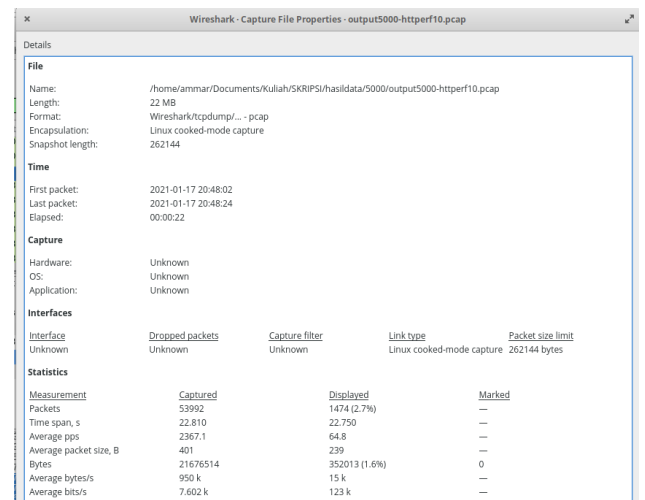 Wireshark · Capture File Properties · output5000-httperf10.pcap
Details
File
Name: /home/ammar/Documents/Kuliah/SKRIPSI/hasildata/5000/output5000-httperf10.pcap
Length: 22 MB
Format: Wireshark/tcpdump/... - pcap
Encapsulation: Linux cooked-mode capture
Snapshot length: 262144
Time
First packet: 2021-01-17 20:48:02
Last packet: 2021-01-17 20:48:24
Elapsed: 00:00:22
Capture
Hardware: Unknown
OS: Unknown
Application: Unknown
Interfaces
Interface Dropped packets Capture filter Link type Packet size limit
Unknown Unknown Unknown Linux cooked-mode capture 262144 bytes
Statistics
Measurement Captured Displayed Marked
Packets 53992 1474 (2.7%) —
Time span, s 22.810 22.750 —
Average pps 2367.1 64.8 —
Average packet size, B 401 239 —
Bytes 21676514 352013 (1.6%) 0
Average bytes/s 950 k 15 k —
Average bits/s 7.602 k 123 k —